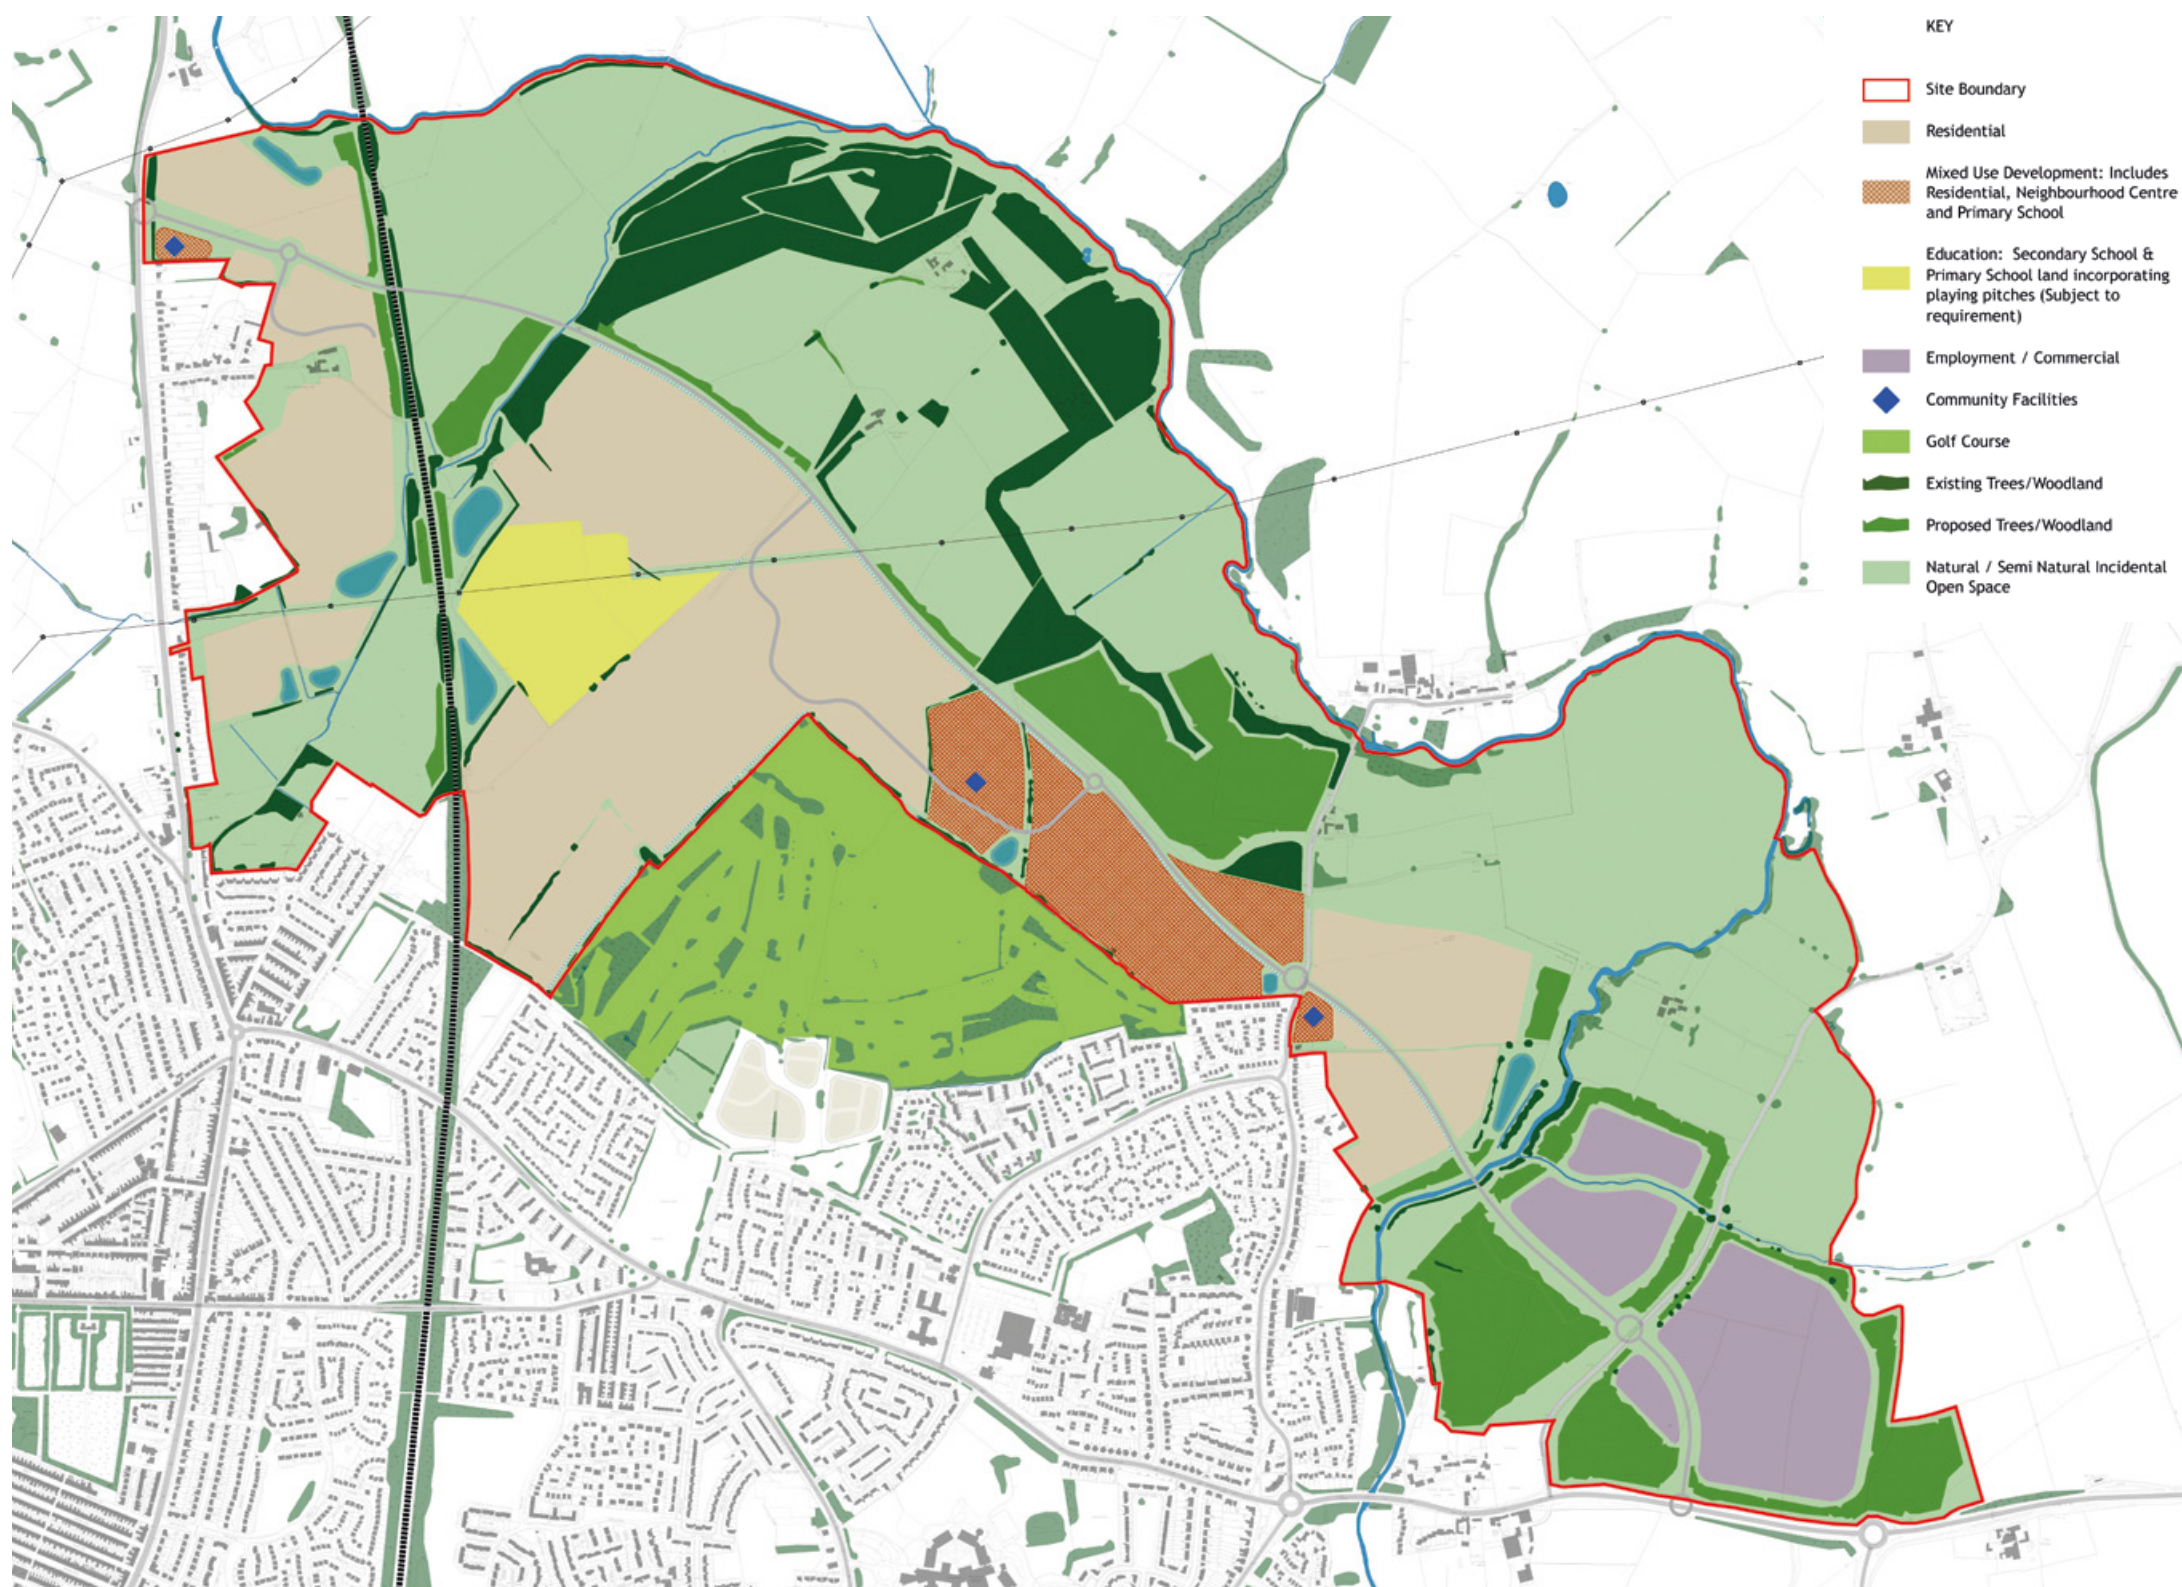 KEY
Site Boundary
Residential
Mixed Use Development: Includes
Residential, Neighbourhood Centre
and Primary School
Education: Secondary School &
Primary School land incorporating
playing pitches (Subject to
requirement)
Employment / Commercial
Community Facilities
Golf Course
Existing Trees/Woodland
Proposed Trees/Woodland
Natural / Semi Natural Incidental
Open Space